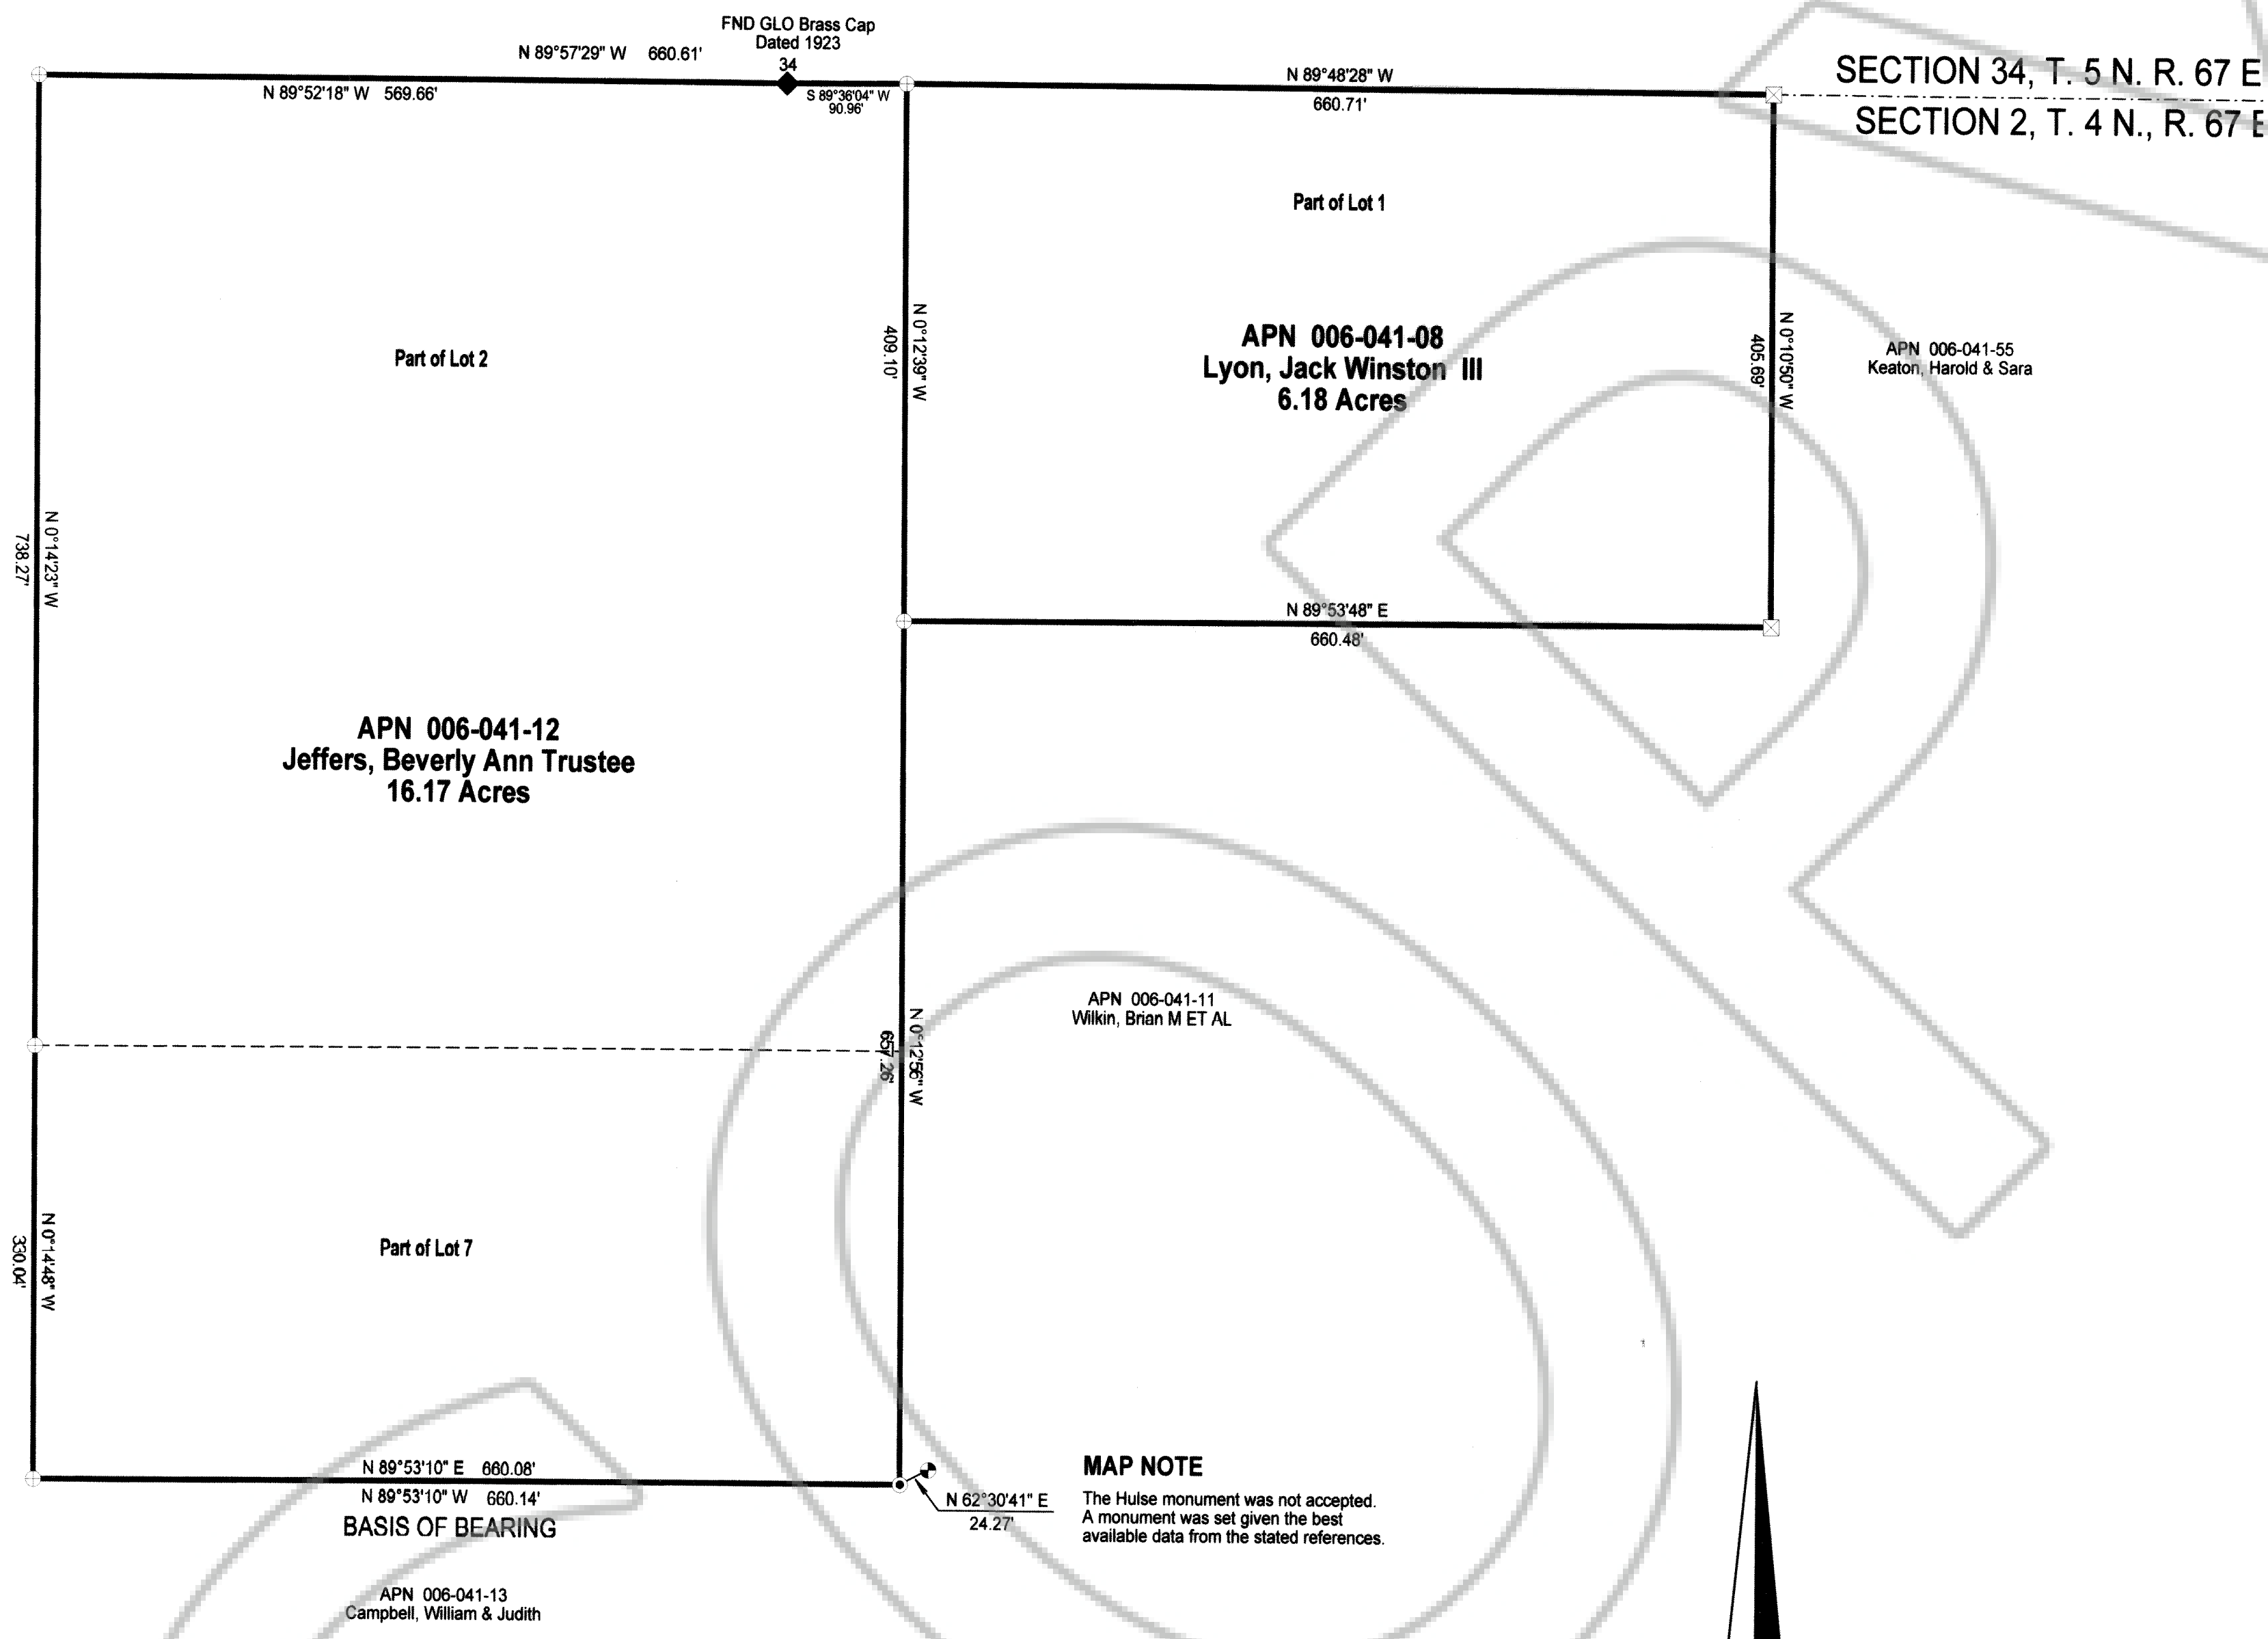 FND GLO Brass Cap
Dated 1923
34
N 89°57'29" W 660.61'
N 89°52'18" W 569.66'
S 89°36'04" W
90.96'
N 89°48'28" W
660.71'
SECTION 34, T. 5 N. R. 67 E
SECTION 2, T. 4 N., R. 67 E
Part of Lot 1
Part of Lot 2
N 0°12'39" W
409.10'
APN 006-041-08
Lyon, Jack Winston III
6.18 Acres
N 0°10'50" W
405.69'
APN 006-041-55
Keaton, Harold & Sara
N 0°14'23" W
738.27'
N 89°53'48" E
660.48'
APN 006-041-12
Jeffers, Beverly Ann Trustee
16.17 Acres
APN 006-041-11
Wilkin, Brian M ET AL
N 0°12'56" W
657.26'
Part of Lot 7
N 0°14'48" W
330.04'
N 89°53'10" E 660.08'
N 89°53'10" W 660.14'
BASIS OF BEARING
N 62°30'41" E
24.27'
MAP NOTE
The Hulse monument was not accepted.
A monument was set given the best
available data from the stated references.
APN 006-041-13
Campbell, William & Judith